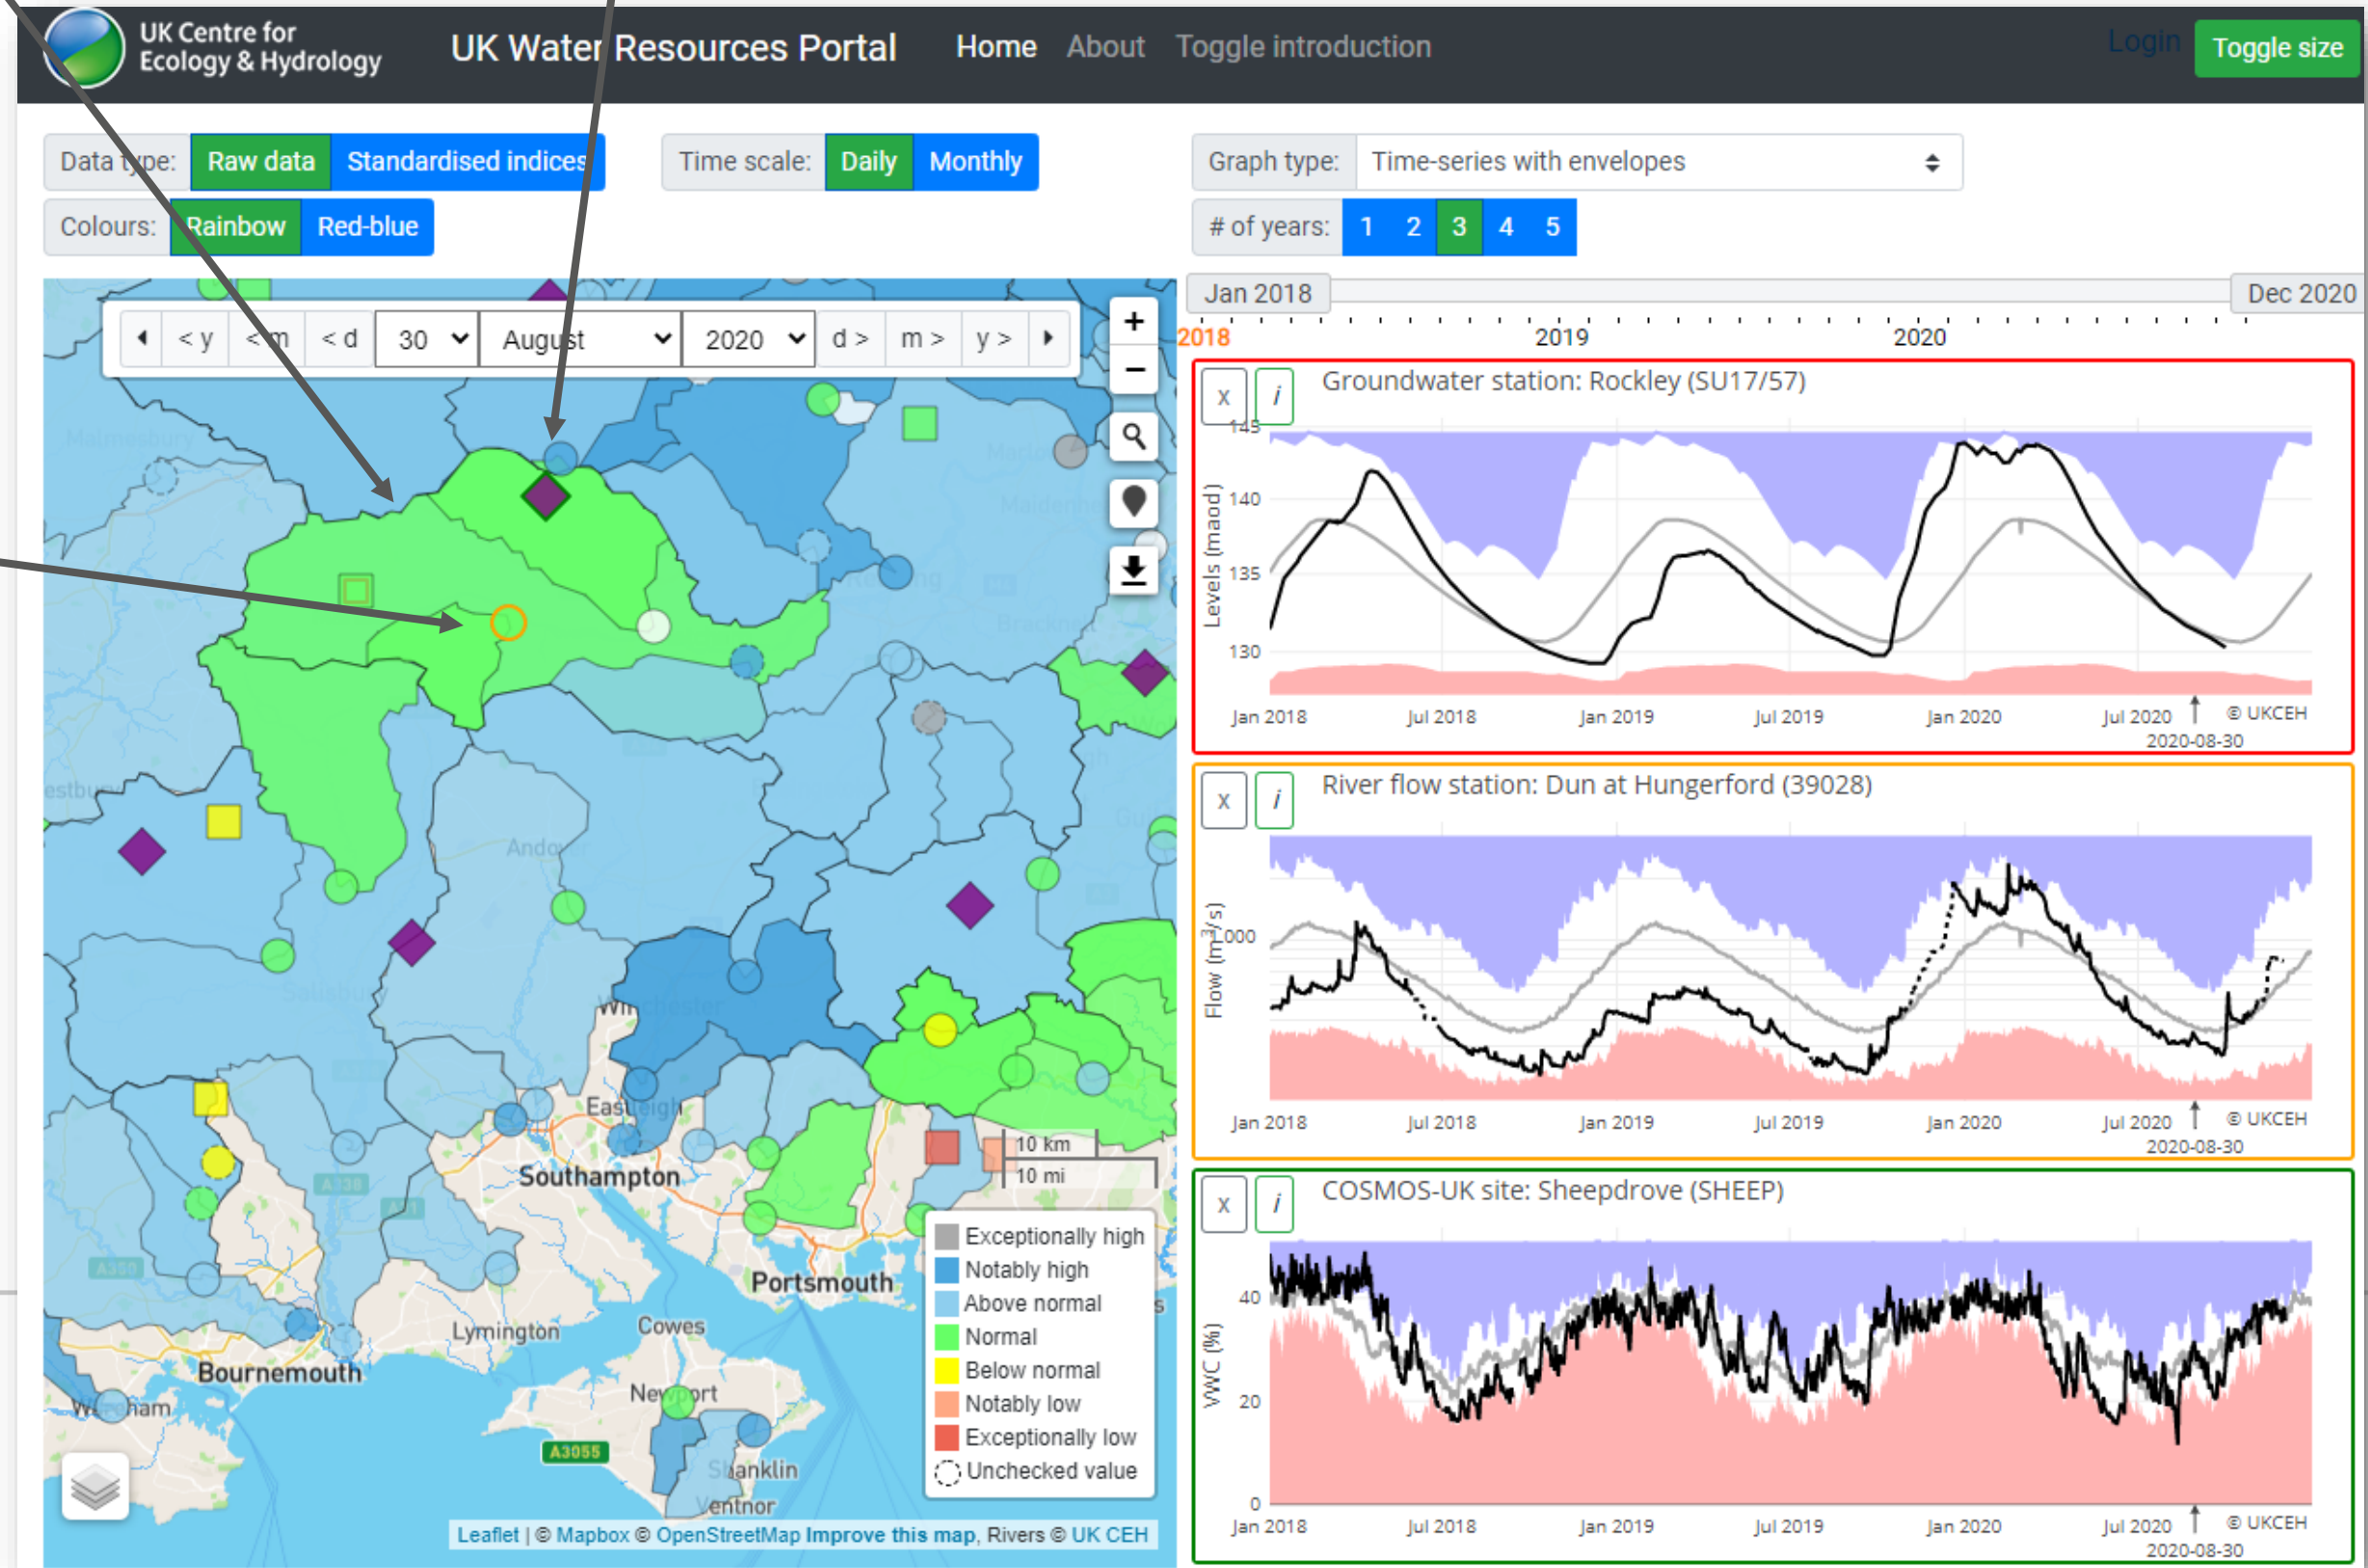 UK Centre for
Ecology & Hydrology
UK Water Resources Portal
Home About Toggle introduction
Login
Toggle size
Data type: Raw data Standardised indices
Time scale: Daily Monthly
Graph type: Time-series with envelopes
Colours: Rainbow Red-blue
# of years: 1 2 3 4 5
Jan 2018 Dec 2020
2018 2019 2020
< y < m < d 30 August 2020 d > m > y >
+
−
Malmesbury
Andover
Salisbury
Winchester
Eastleigh
Southampton
10 km
10 mi
A338
Portsmouth
Lymington
Cowes
Bournemouth
Newport
Wareham
A3055
Shanklin
Ventnor
Exceptionally high
Notably high
Above normal
Normal
Below normal
Notably low
Exceptionally low
Unchecked value
Leaflet | © Mapbox © OpenStreetMap Improve this map, Rivers © UK CEH
x i Groundwater station: Rockley (SU17/57)
Levels (maod)
145
140
135
130
Jan 2018 Jul 2018 Jan 2019 Jul 2019 Jan 2020 Jul 2020 © UKCEH
2020-08-30
x i River flow station: Dun at Hungerford (39028)
Flow (m³/s)
Jan 2018 Jul 2018 Jan 2019 Jul 2019 Jan 2020 Jul 2020 © UKCEH
2020-08-30
x i COSMOS-UK site: Sheepdrove (SHEEP)
VWC (%)
40
20
0
Jan 2018 Jul 2018 Jan 2019 Jul 2019 Jan 2020 Jul 2020 © UKCEH
2020-08-30